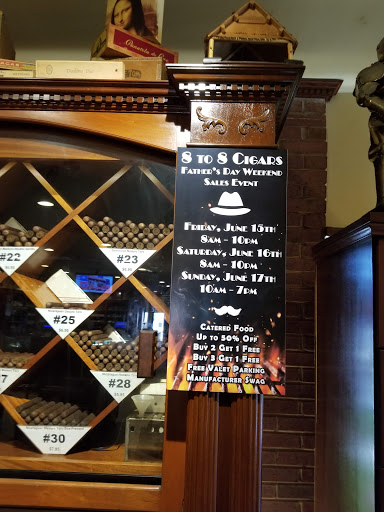 8 to 8 Cigars
Father's Day Weekend
Sales Event
Friday, June 15th
8am - 10pm
Saturday, June 16th
8am - 10pm
Sunday, June 17th
10am - 7pm
Catered Food
Up to 50% Off
Buy 2 Get 1 Free
Buy 3 Get 1 Free
Free Valet Parking
Manufacturer Swag
#22
#23
#25
#28
#30